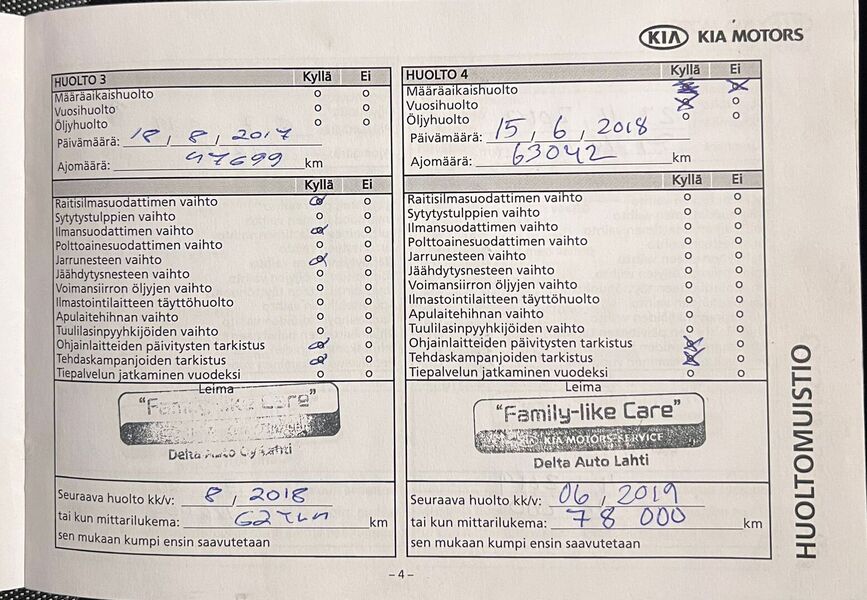 KIA KIA MOTORS
HUOLTO 3 Kyllä Ei
Määräaikaishuolto o o
Vuosihuolto o o
Öljyhuolto o o
Päivämäärä: 18, 8, 2017
Ajomäärä: 47699 km
Kyllä Ei
Raitisilmasuodattimen vaihto
Sytytystulppien vaihto o o
Ilmansuodattimen vaihto
Polttoainesuodattimen vaihto o o
Jarrunesteen vaihto
Jäähdytysnesteen vaihto o o
Voimansiirron öljyjen vaihto o o
Ilmastointilaitteen täyttöhuolto o o
Apulaitehihnan vaihto o o
Tuulilasinpyyhkijöiden vaihto o o
Ohjainlaitteiden päivitysten tarkistus
Tehdaskampanjoiden tarkistus
Tiepalvelun jatkaminen vuodeksi o o
Leima
"Family-like Care"
Delta Auto Oy Lahti
Seuraava huolto kk/v: 8, 2018
tai kun mittarilukema: 62 km
sen mukaan kumpi ensin saavutetaan
HUOLTO 4 Kyllä Ei
Määräaikaishuolto
Vuosihuolto
Öljyhuolto o o
Päivämäärä: 15, 6, 2018
Ajomäärä: 63042 km
Kyllä Ei
Raitisilmasuodattimen vaihto o o
Sytytystulppien vaihto o o
Ilmansuodattimen vaihto o o
Polttoainesuodattimen vaihto o o
Jarrunesteen vaihto o o
Jäähdytysnesteen vaihto o o
Voimansiirron öljyjen vaihto o o
Ilmastointilaitteen täyttöhuolto o o
Apulaitehihnan vaihto o o
Tuulilasinpyyhkijöiden vaihto o o
Ohjainlaitteiden päivitysten tarkistus
Tehdaskampanjoiden tarkistus
Tiepalvelun jatkaminen vuodeksi o o
Leima
"Family-like Care"
KIA MOTORS SERVICE
Delta Auto Lahti
Seuraava huolto kk/v: 06, 2019
tai kun mittarilukema: 78 000 km
sen mukaan kumpi ensin saavutetaan
HUOLTOMUISTIO
– 4 –